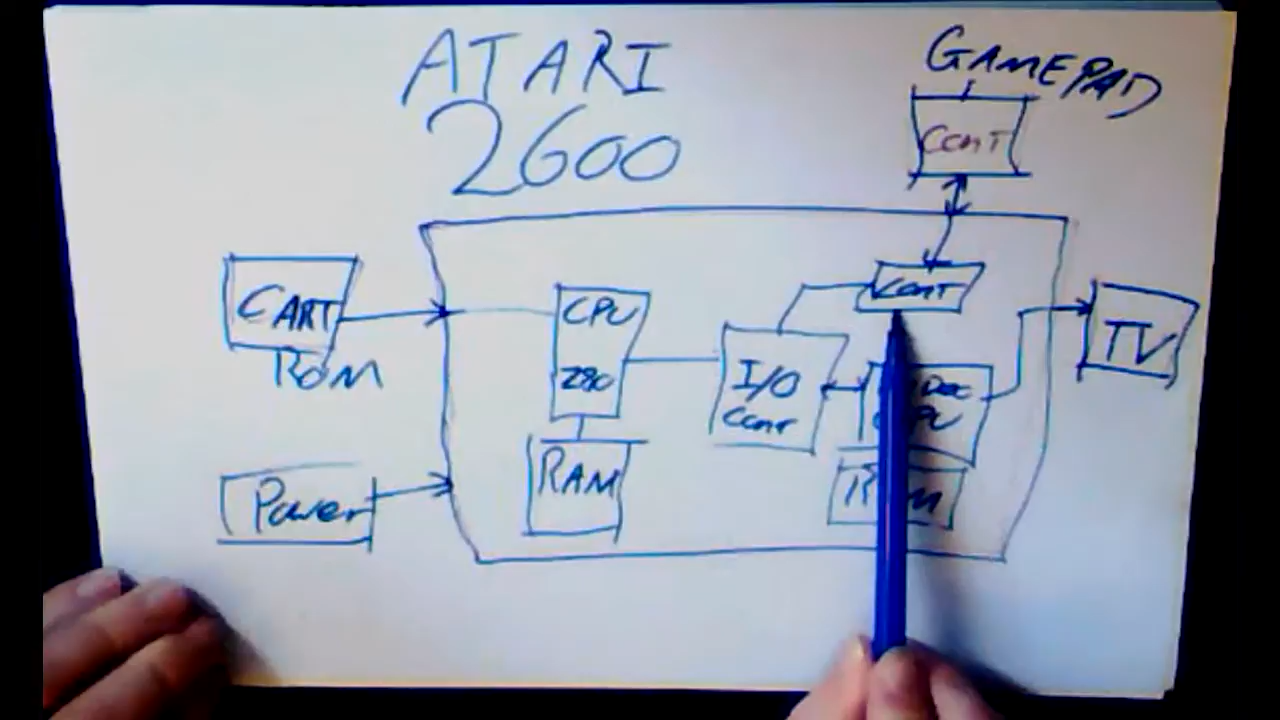 ATARI
2600
GAMEPAD
CONT
CART
ROM
CPU
Z80
RAM
CONT
I/O
CONT
TV
Power